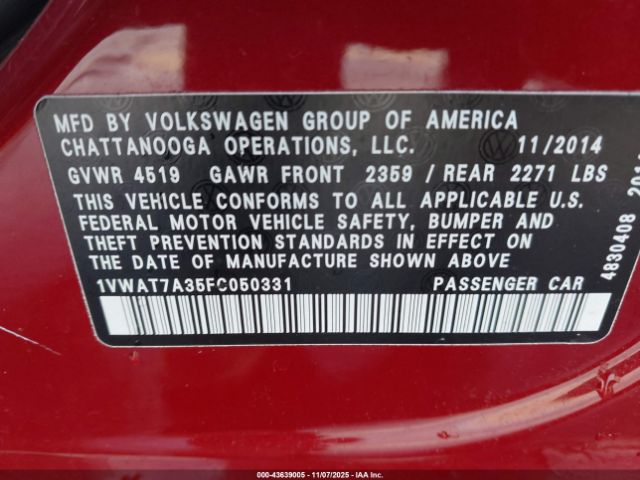 MFD BY VOLKSWAGEN GROUP OF AMERICA
CHATTANOOGA OPERATIONS, LLC. 11/2014
GVWR 4519 GAWR FRONT 2359 / REAR 2271 LBS
THIS VEHICLE CONFORMS TO ALL APPLICABLE U.S.
FEDERAL MOTOR VEHICLE SAFETY, BUMPER AND
THEFT PREVENTION STANDARDS IN EFFECT ON
THE DATE OF MANUFACTURE SHOWN ABOVE
1VWAT7A35FC050331 PASSENGER CAR
4830408
000-43639005 - 11/07/2025 - IAA Inc.